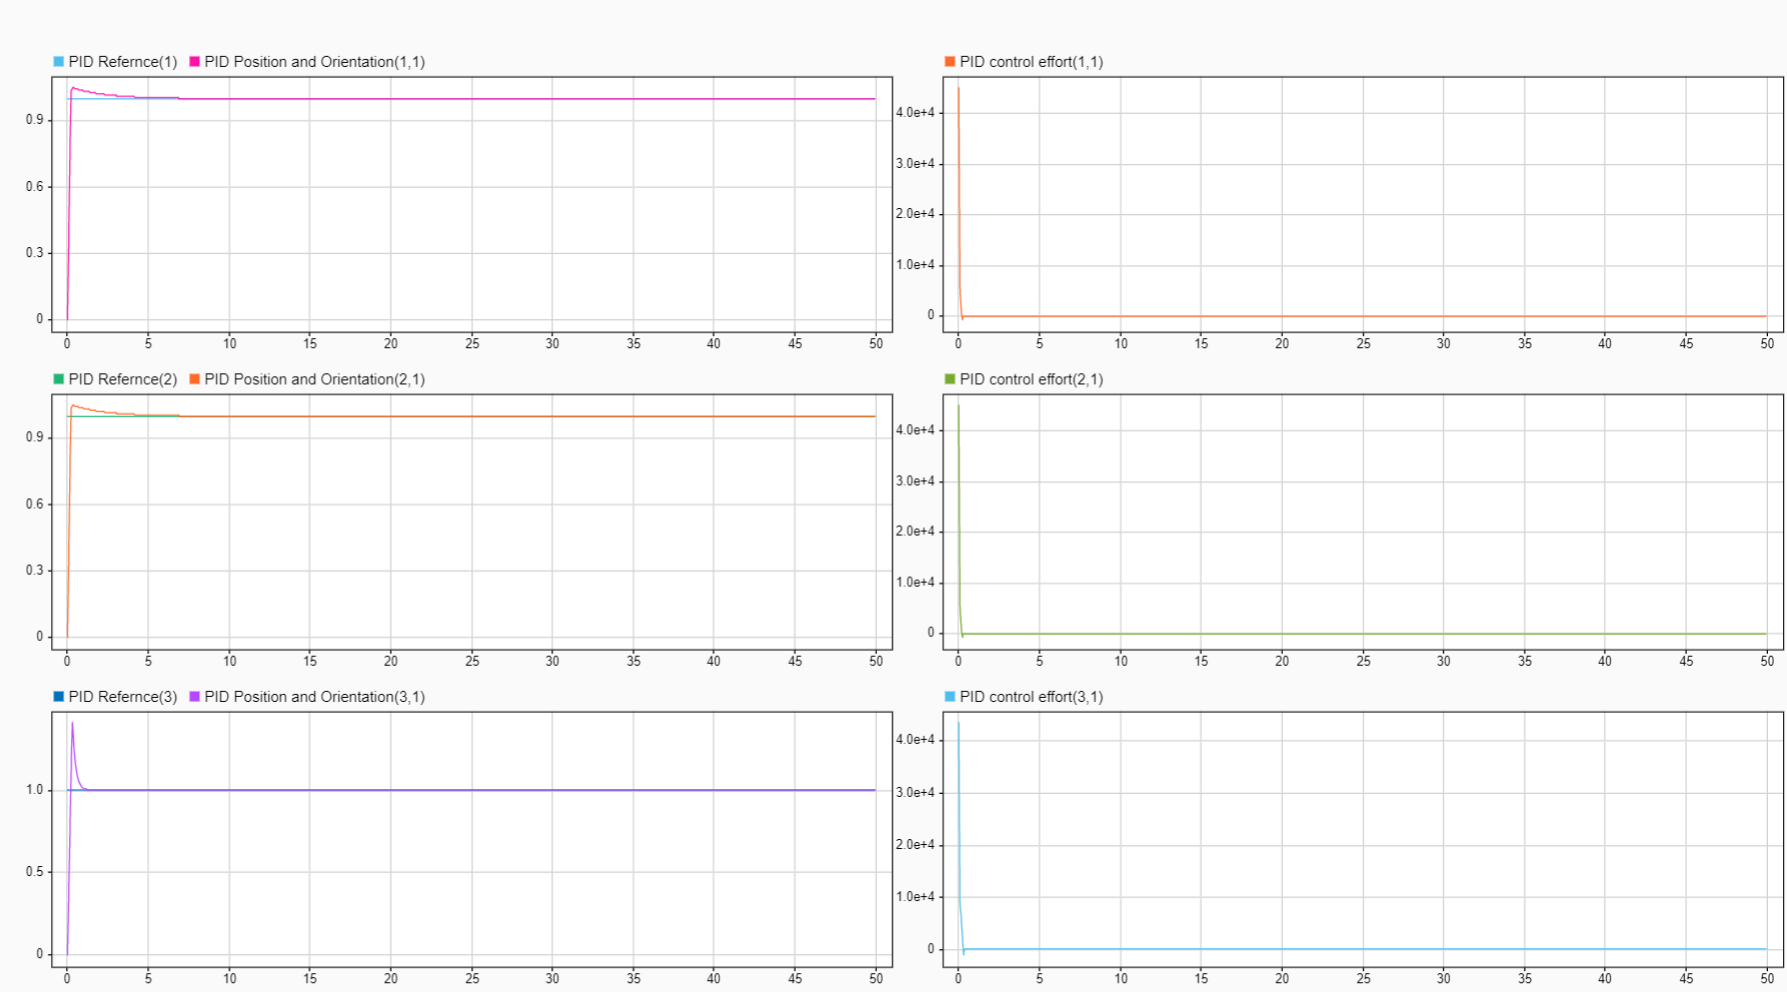 PID Refernce(1) PID Position and Orientation(1,1)
0.9
0.6
0.3
0
0 5 10 15 20 25 30 35 40 45 50
PID control effort(1,1)
4.0e+4
3.0e+4
2.0e+4
1.0e+4
0
0 5 10 15 20 25 30 35 40 45 50
PID Refernce(2) PID Position and Orientation(2,1)
0.9
0.6
0.3
0
0 5 10 15 20 25 30 35 40 45 50
PID control effort(2,1)
4.0e+4
3.0e+4
2.0e+4
1.0e+4
0
0 5 10 15 20 25 30 35 40 45 50
PID Refernce(3) PID Position and Orientation(3,1)
1.0
0.5
0
0 5 10 15 20 25 30 35 40 45 50
PID control effort(3,1)
4.0e+4
3.0e+4
2.0e+4
1.0e+4
0
0 5 10 15 20 25 30 35 40 45 50